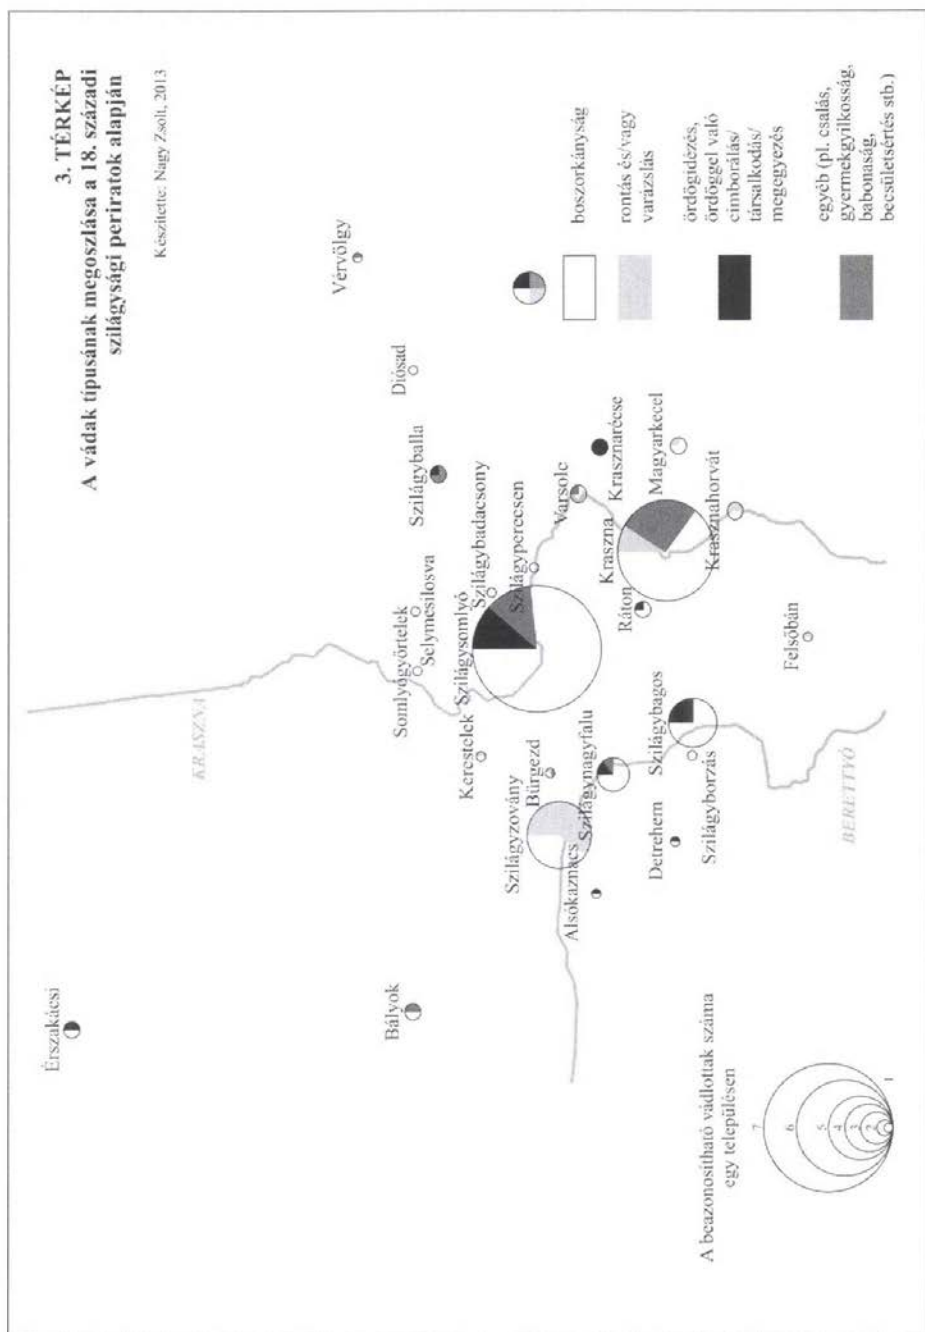 3. TÉRKÉP
A vádak típusának megoszlása a 18. századi
szilágysági periratok alapján
Készítette: Nagy Zsolt, 2013
Érszakácsi
Bályok
KRASZNA
Somlyógyőrtelek
Selymesilosva
Kerestelek
Szilágysomlyó
Szilágybadacsony
Szilágyperecsen
Szilágyballa
Diósad
Vérvölgy
Szilágyzovány
Bürgezd
Alsókaznacs
Szilágynagyfalu
Varsolc
Kraszna
Krasznarécse
Ráton
Magyarkecel
Krasznahorvát
Detrehem
Szilágybagos
Szilágyborzás
Felsőbán
BERETTYÓ
boszorkányság
rontás és/vagy
varázslás
ördögidézés,
ördöggel való
cimborálás/
társalkodás/
megegyezés
egyéb (pl. csalás,
gyermekgyilkosság,
babonaság,
becsületsértés stb.)
A beazonosítható vádlottak száma
egy településen
7
6
5
4
3
2
1